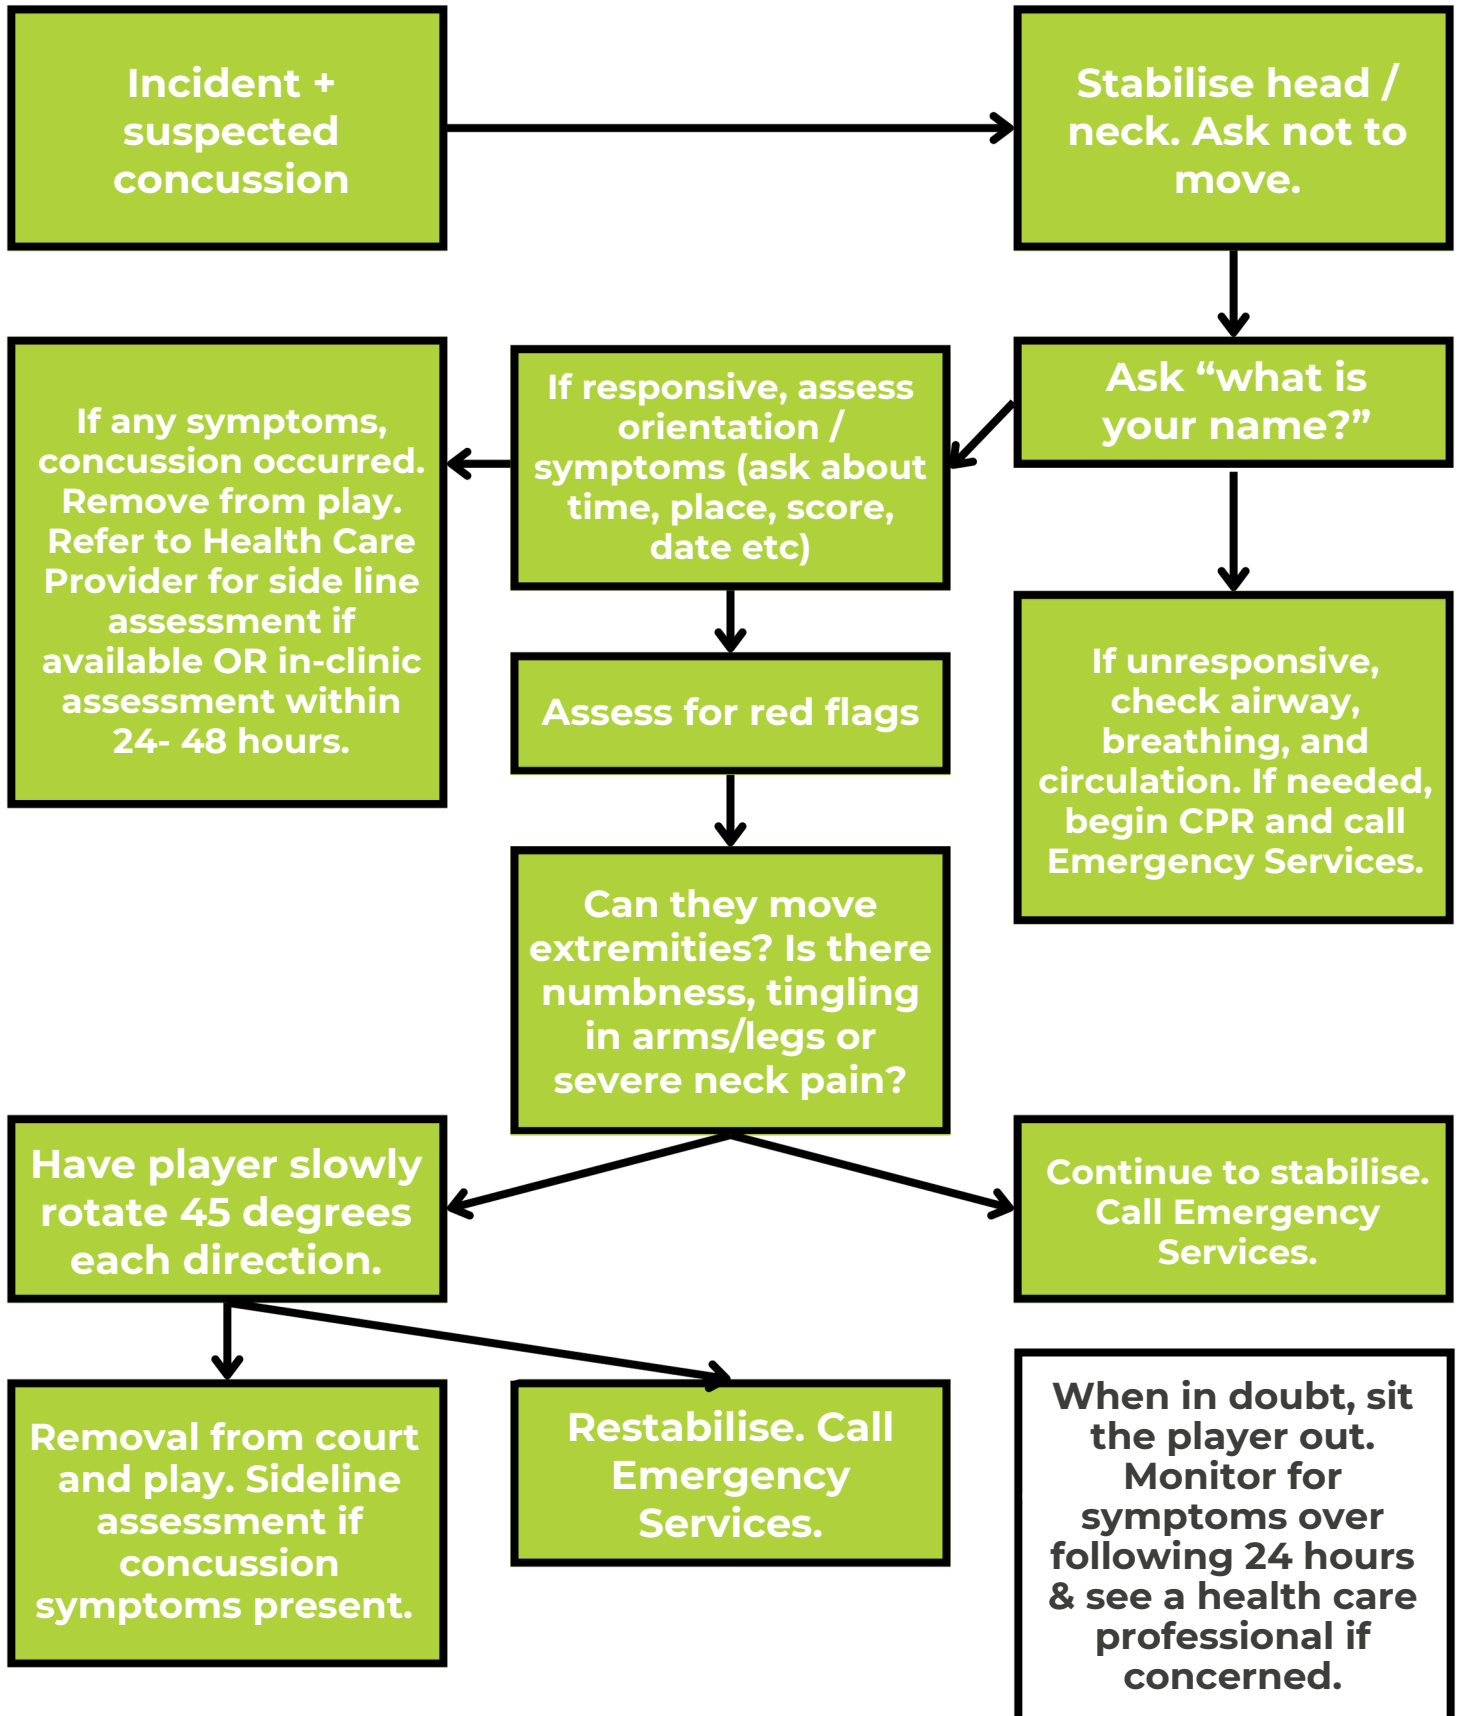 Incident +
suspected
concussion
Stabilise head /
neck. Ask not to
move.
Ask “what is
your name?”
If responsive, assess
orientation /
symptoms (ask about
time, place, score,
date etc)
If any symptoms,
concussion occurred.
Remove from play.
Refer to Health Care
Provider for side line
assessment if
available OR in-clinic
assessment within
24- 48 hours.
If unresponsive,
check airway,
breathing, and
circulation. If needed,
begin CPR and call
Emergency Services.
Assess for red flags
Can they move
extremities? Is there
numbness, tingling
in arms/legs or
severe neck pain?
Have player slowly
rotate 45 degrees
each direction.
Continue to stabilise.
Call Emergency
Services.
Removal from court
and play. Sideline
assessment if
concussion
symptoms present.
Restabilise. Call
Emergency
Services.
When in doubt, sit
the player out.
Monitor for
symptoms over
following 24 hours
& see a health care
professional if
concerned.